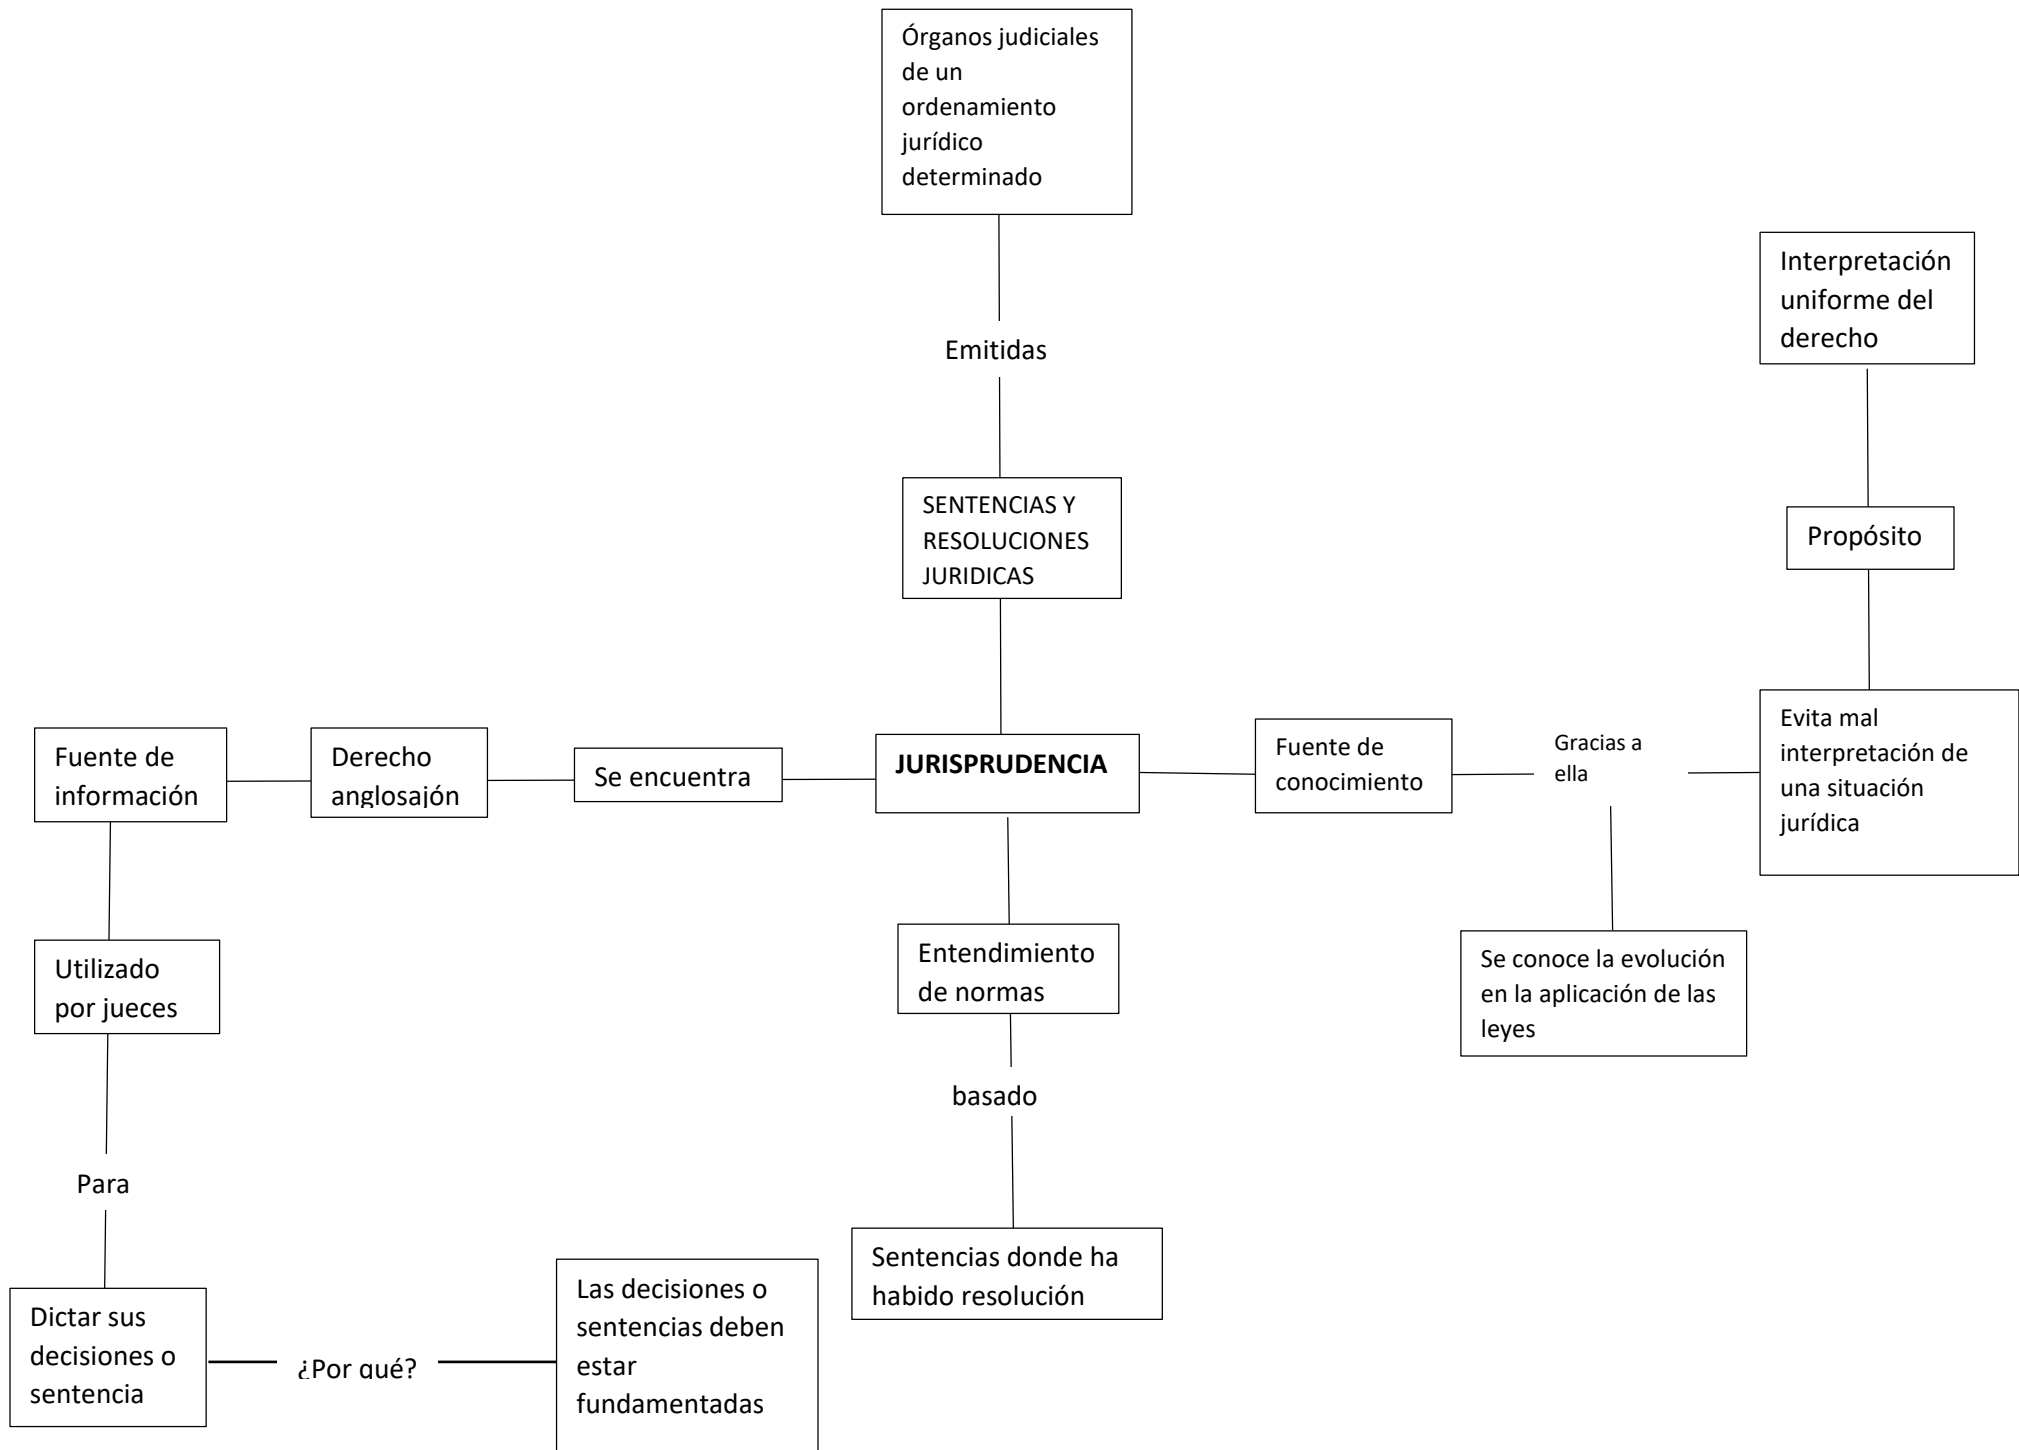 Órganos judiciales
de un
ordenamiento
jurídico
determinado
Interpretación
uniforme del
derecho
Emitidas
SENTENCIAS Y
RESOLUCIONES
JURIDICAS
Propósito
Fuente de
información
Derecho
anglosajón
Se encuentra
JURISPRUDENCIA
Fuente de
conocimiento
Gracias a
ella
Evita mal
interpretación de
una situación
jurídica
Utilizado
por jueces
Entendimiento
de normas
Se conoce la evolución
en la aplicación de las
leyes
basado
Para
Sentencias donde ha
habido resolución
Dictar sus
decisiones o
sentencia
¿Por qué?
Las decisiones o
sentencias deben
estar
fundamentadas